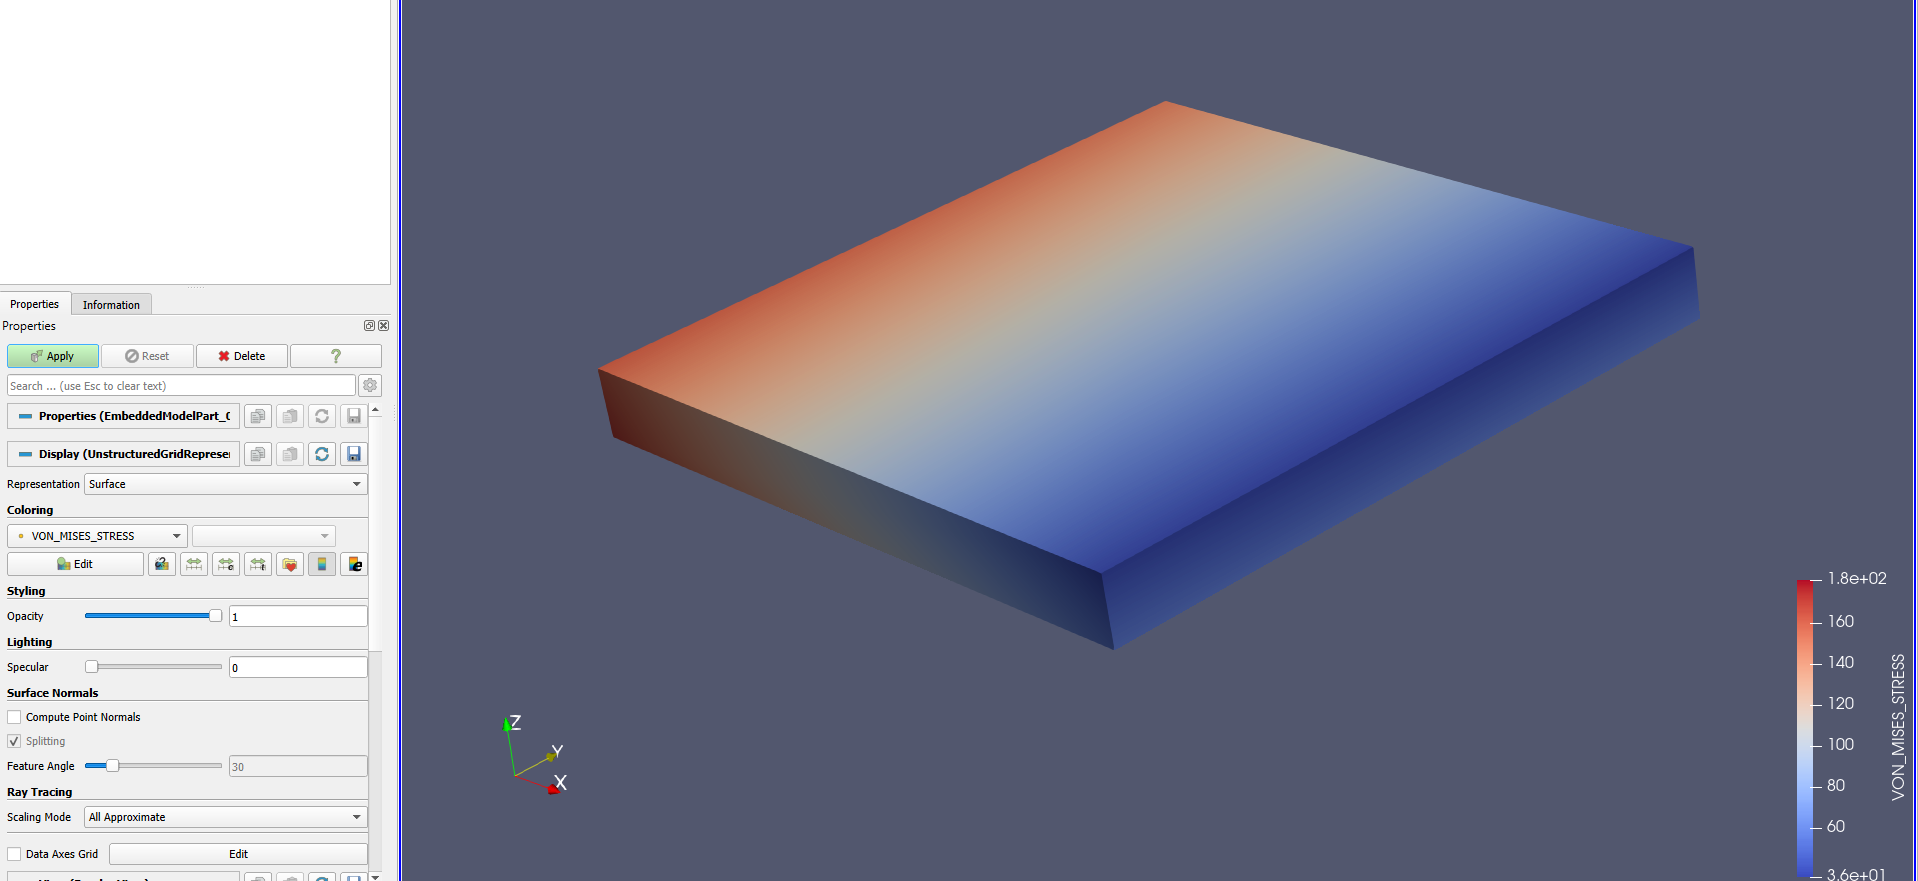 Properties
Information
Properties
Apply
Reset
Delete
?
Search ... (use Esc to clear text)
Properties (EmbeddedModelPart_0
Display (UnstructuredGridReprese
Representation
Surface
Coloring
VON_MISES_STRESS
Edit
Styling
Opacity
1
Lighting
Specular
0
Surface Normals
Compute Point Normals
Splitting
Feature Angle
30
Ray Tracing
Scaling Mode
All Approximate
Data Axes Grid
Edit
Z
Y
X
1.8e+02
160
140
120
100
80
60
3.6e+01
VON_MISES_STRESS